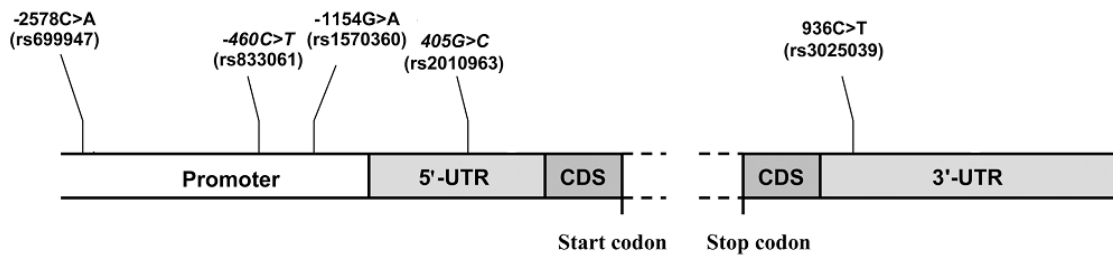 -2578C>A
(rs699947)
-460C>T
(rs833061)
-1154G>A
(rs1570360)
405G>C
(rs2010963)
936C>T
(rs3025039)
Promoter
5'-UTR
CDS
CDS
3'-UTR
Start codon
Stop codon